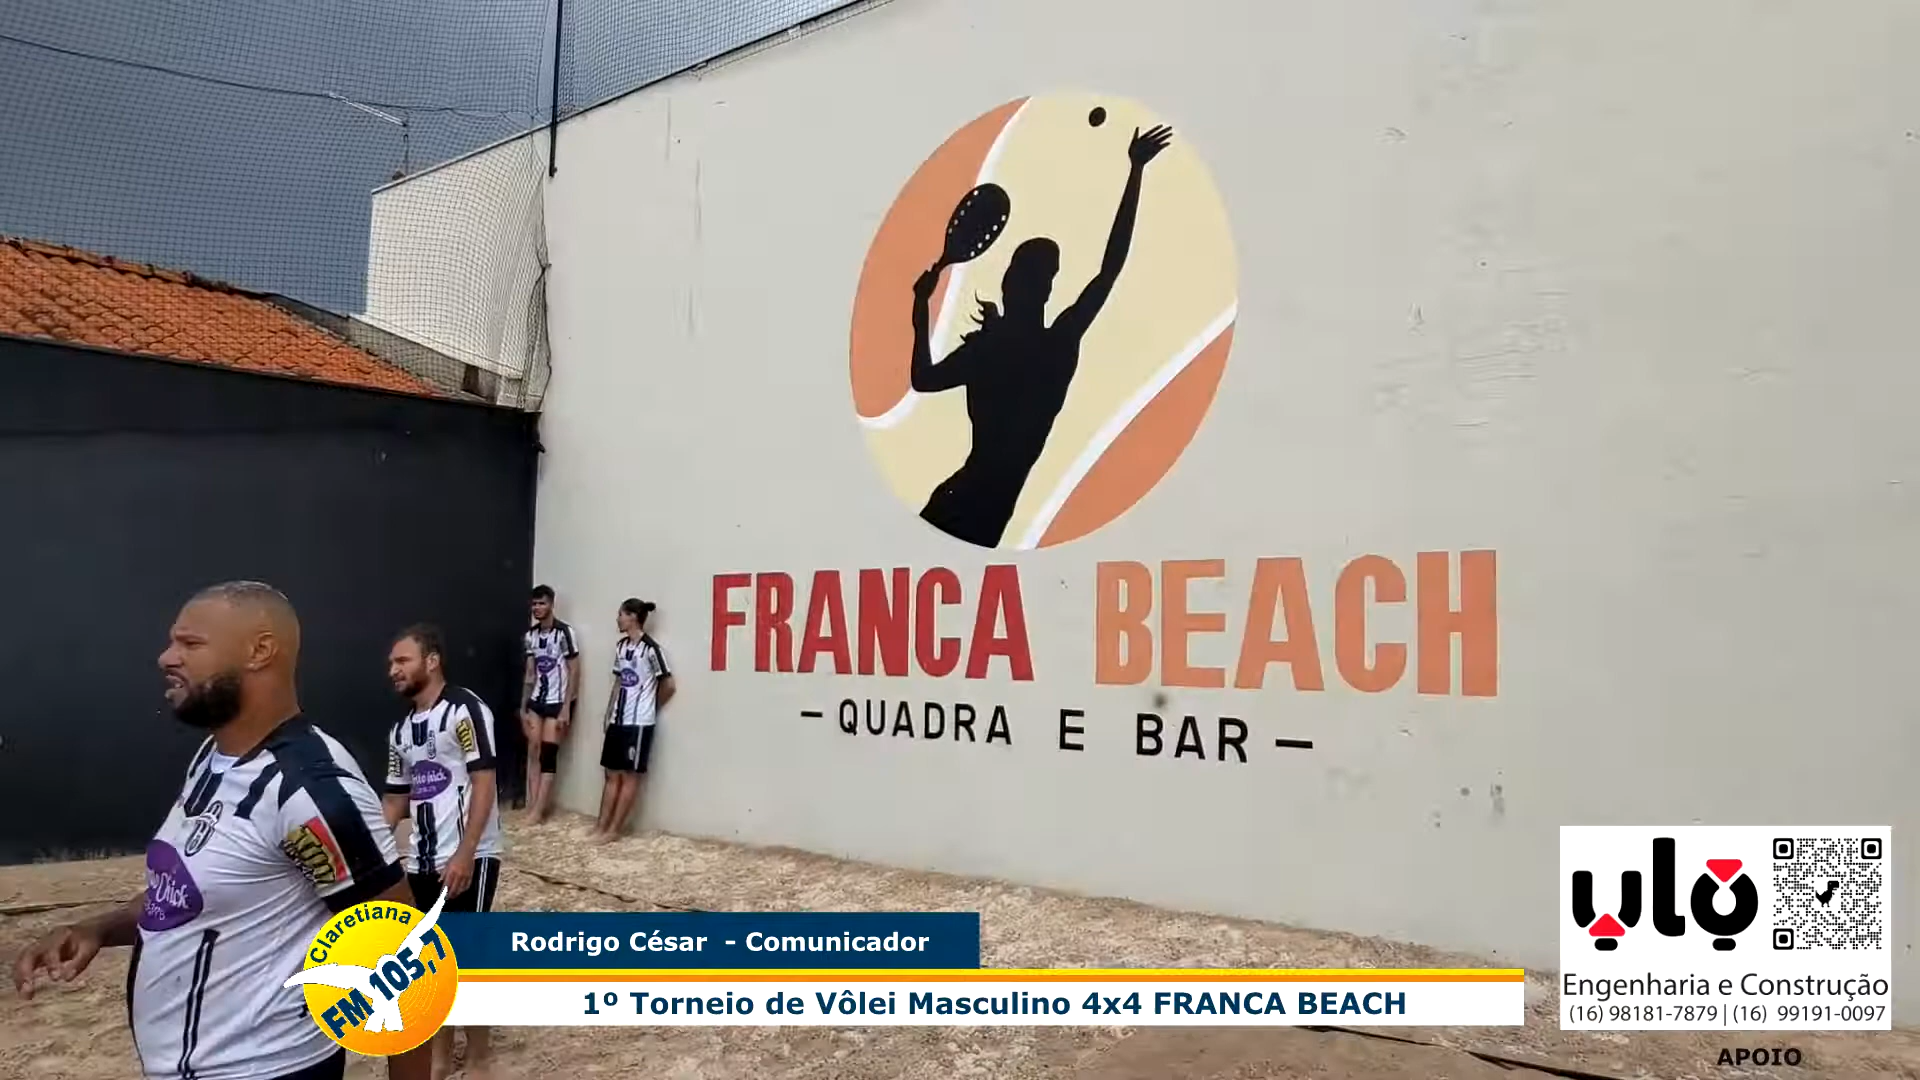 FRANCA BEACH
- QUADRA E BAR -
Claretiana
FM 105,7
Rodrigo César - Comunicador
1º Torneio de Vôlei Masculino 4x4 FRANCA BEACH
ulo
Engenharia e Construção
(16) 98181-7879 | (16) 99191-0097
APOIO